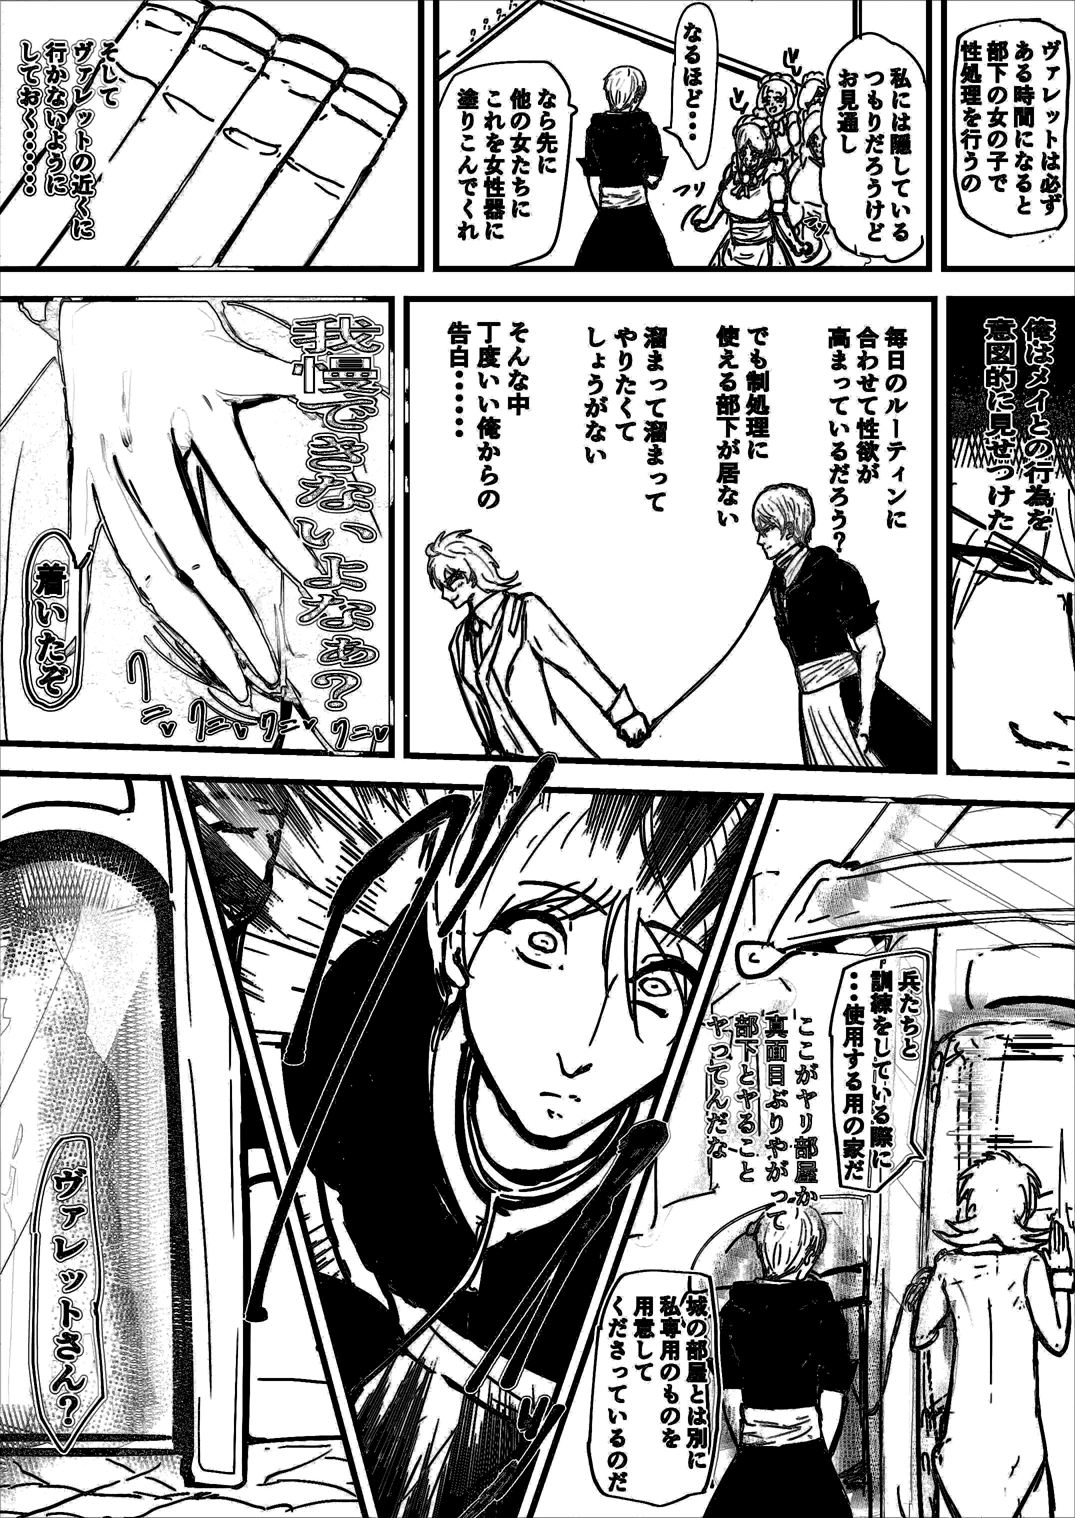 ヴァレットは必ず
ある時間になると
部下の女の子で
性処理を行うの
私には隠している
つもりだろうけど
お見通し
なるほど・・・
フリ
フリ
なら先に
他の女たちに
これを女性器に
塗りこんでくれ
そして
ヴァレットの近くに
行かないように
しておく・・・・・・
俺はメイとの行為を
意図的に見せつけた
毎日のルーティンに
合わせて性欲が
高まっているだろう?
でも制処理に
使える部下が居ない
溜まって溜まって
やりたくて
しょうがない
そんな中
丁度いい俺からの
告白・・・・・・
我慢できないよなぁ?
クニ♥
クニ♥
クニ♥
クニ♥
着いたぞ
兵たちと
『訓練をしている際に
・・・使用する用の家だ
ここがヤリ部屋か
真面目ぶりやがって
部下とヤること
ヤってんだな
城の部屋とは別に
私専用のものを
用意して
くださっているのだ
ヴァレットさん?